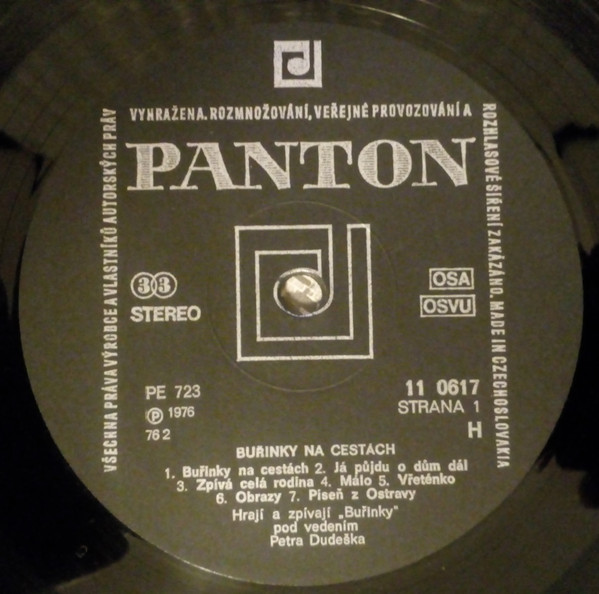 VŠECHNA PRÁVA VÝROBCE A VLASTNÍKŮ AUTORSKÝCH PRÁV
VYHRAŽENA. ROZMNOŽOVÁNÍ, VEŘEJNÉ PROVOZOVÁNÍ A
ROZHLASOVÉ ŠÍŘENÍ ZAKÁZÁNO. MADE IN CZECHOSLOVAKIA
PANTON
33
STEREO
OSA
OSVU
PE 723
℗ 1976
76 2
11 0617
STRANA 1
H
BUŘINKY NA CESTÁCH
1. Buřinky na cestách 2. Já půjdu o dům dál
3. Zpívá celá rodina 4. Málo 5. Vřeténko
6. Obrazy 7. Píseň z Ostravy
Hrají a zpívají „Buřinky"
pod vedením
Petra Dudeška